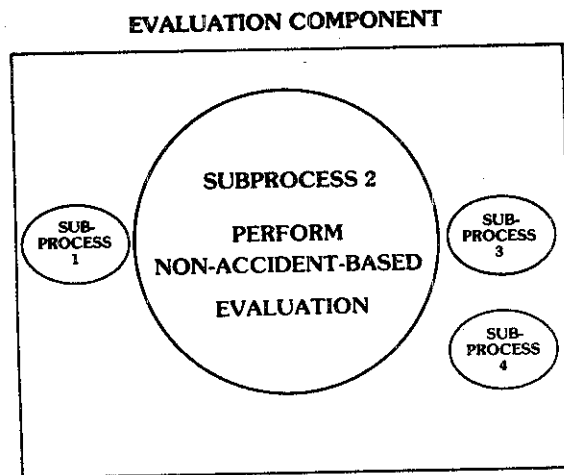 EVALUATION COMPONENT
SUB-
PROCESS
1
SUBPROCESS 2
PERFORM
NON-ACCIDENT-BASED
EVALUATION
SUB-
PROCESS
3
SUB-
PROCESS
4